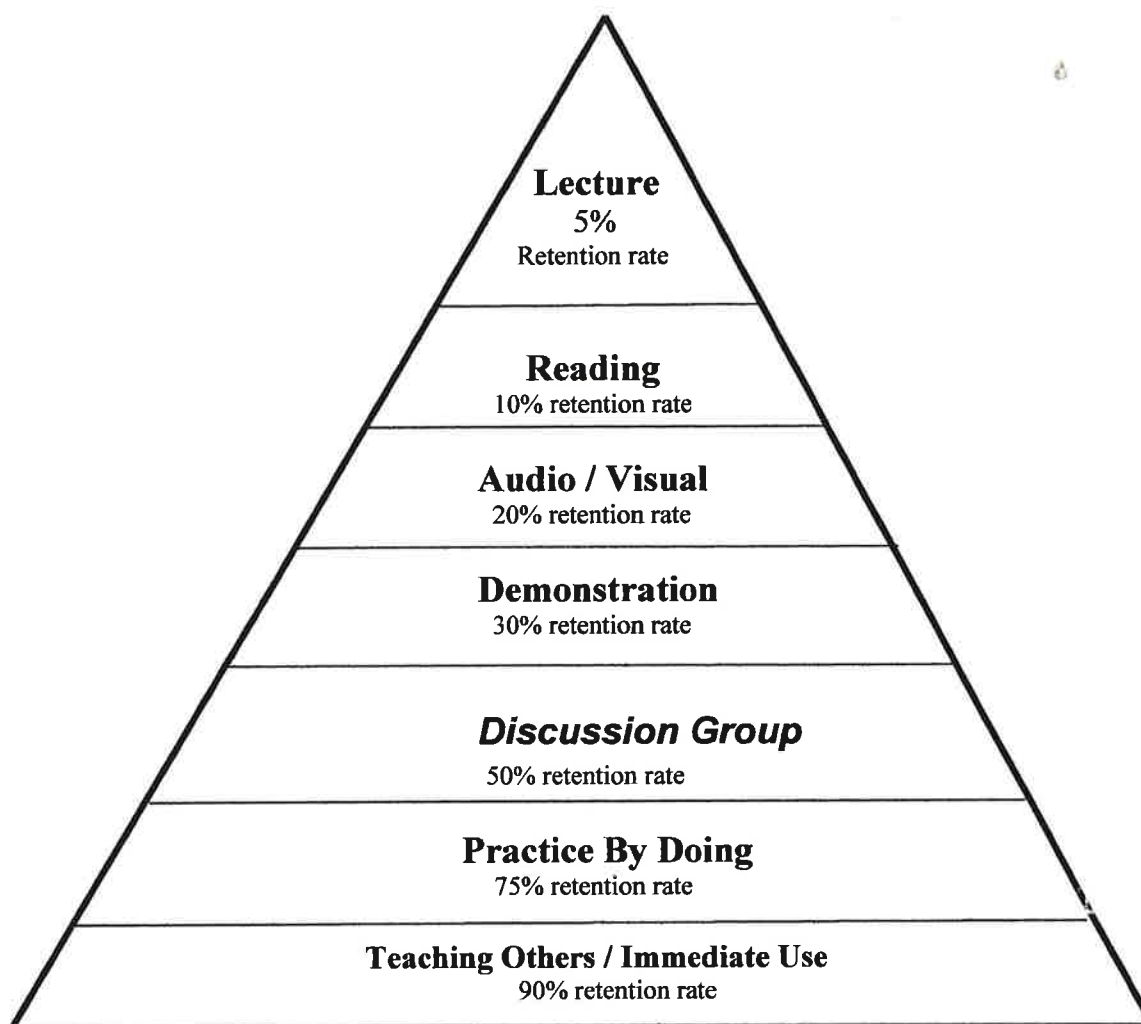 Lecture
5%
Retention rate
Reading
10% retention rate
Audio / Visual
20% retention rate
Demonstration
30% retention rate
Discussion Group
50% retention rate
Practice By Doing
75% retention rate
Teaching Others / Immediate Use
90% retention rate